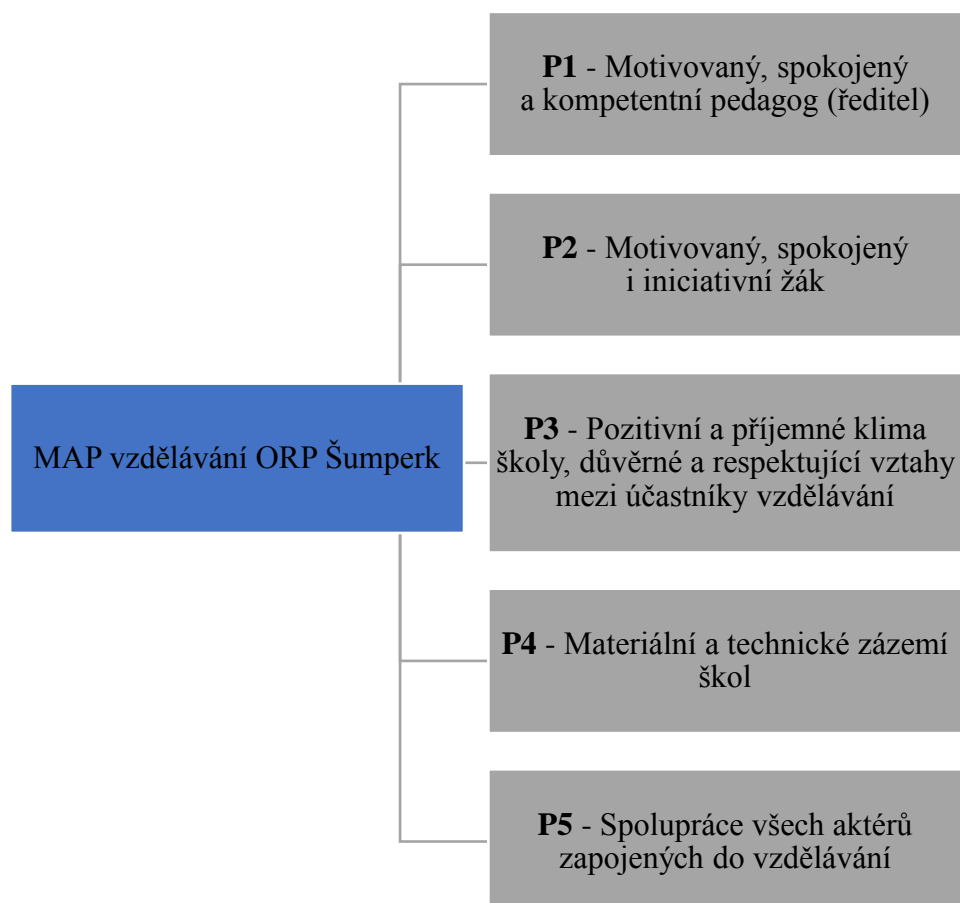 P1 - Motivovaný, spokojený
a kompetentní pedagog (ředitel)
P2 - Motivovaný, spokojený
i iniciativní žák
MAP vzdělávání ORP Šumperk
P3 - Pozitivní a příjemné klima
školy, důvěrné a respektující vztahy
mezi účastníky vzdělávání
P4 - Materiální a technické zázemí
škol
P5 - Spolupráce všech aktérů
zapojených do vzdělávání